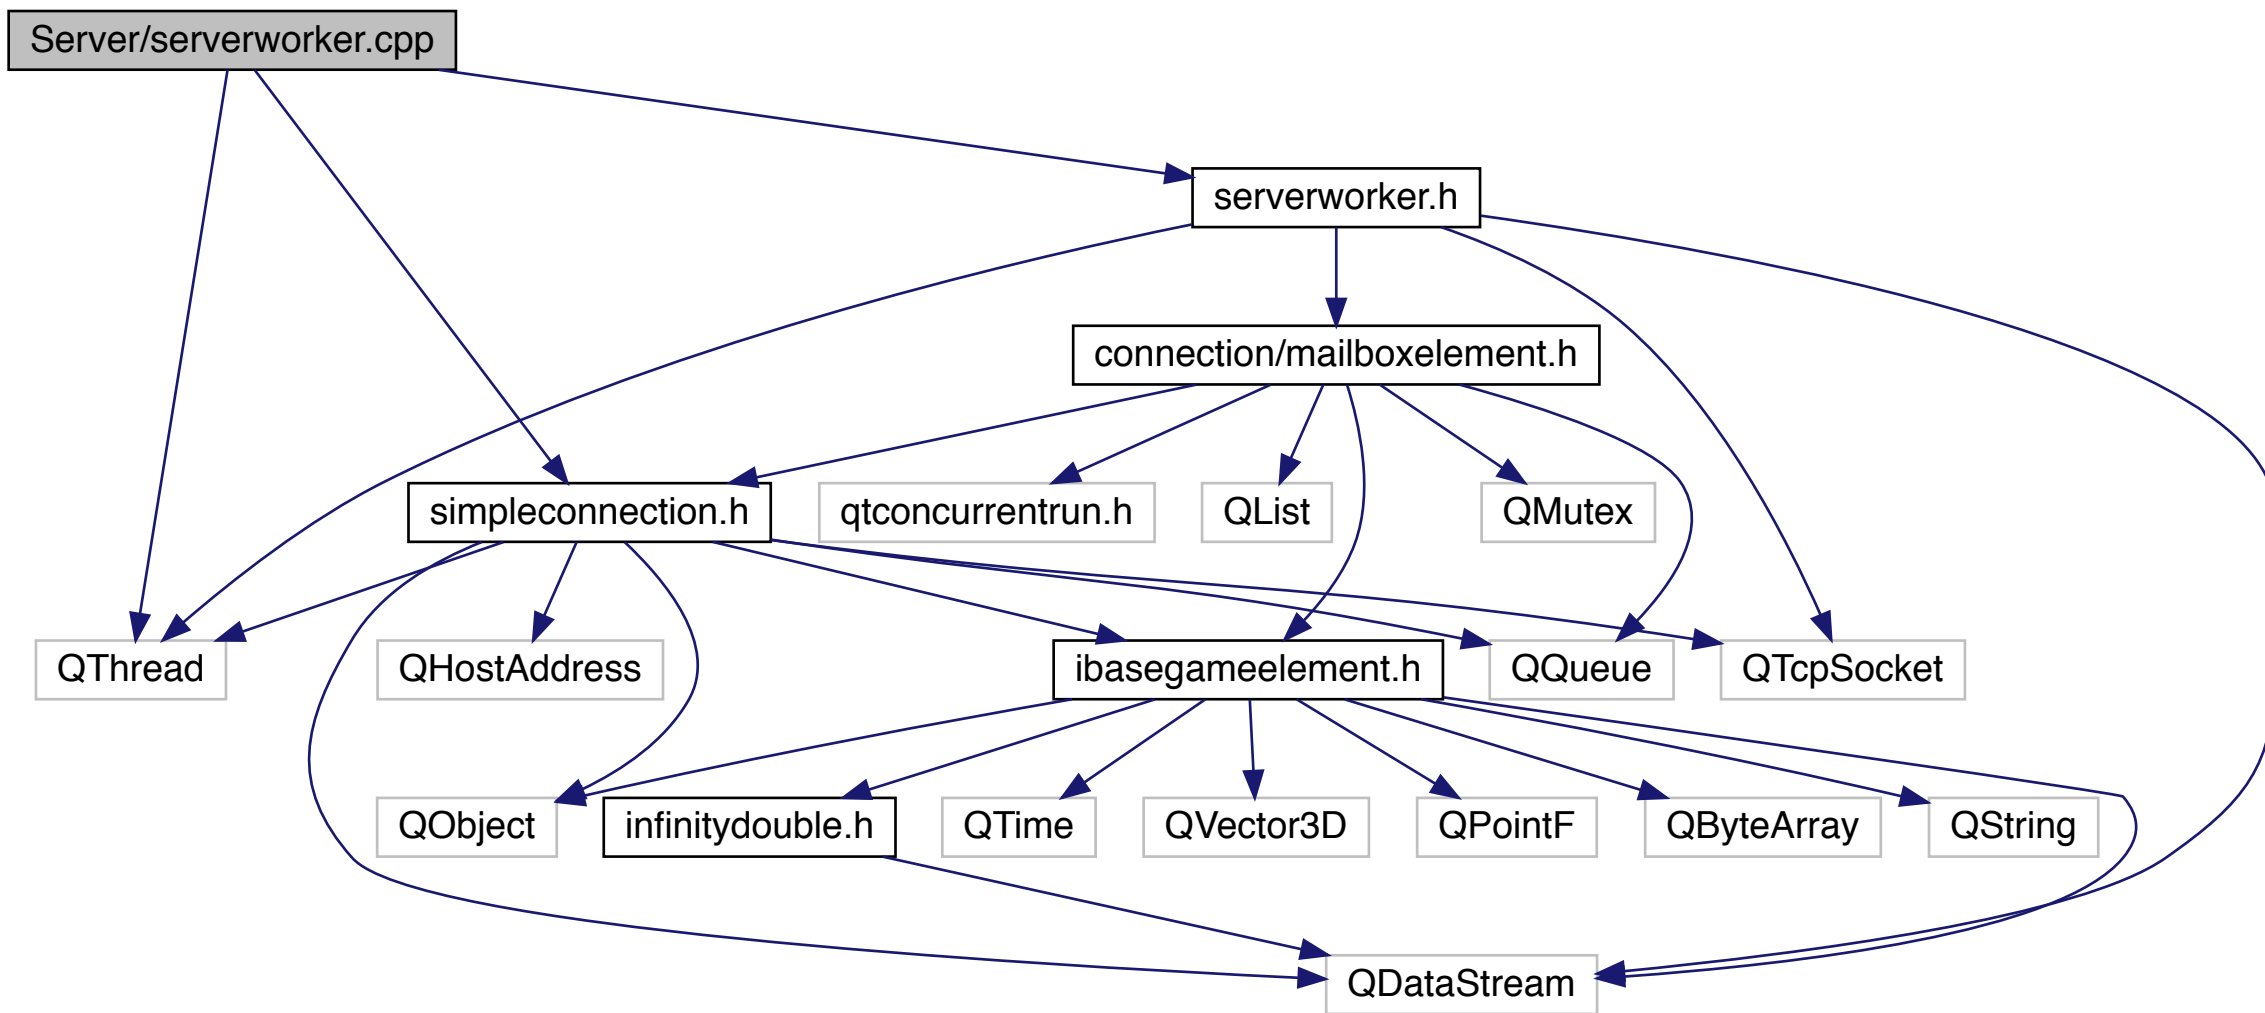 Server/serverworker.cpp
serverworker.h
connection/mailboxelement.h
simpleconnection.h
qtconcurrentrun.h
QList
QMutex
QThread
QHostAddress
ibasegameelement.h
QQueue
QTcpSocket
QObject
infinitydouble.h
QTime
QVector3D
QPointF
QByteArray
QString
QDataStream